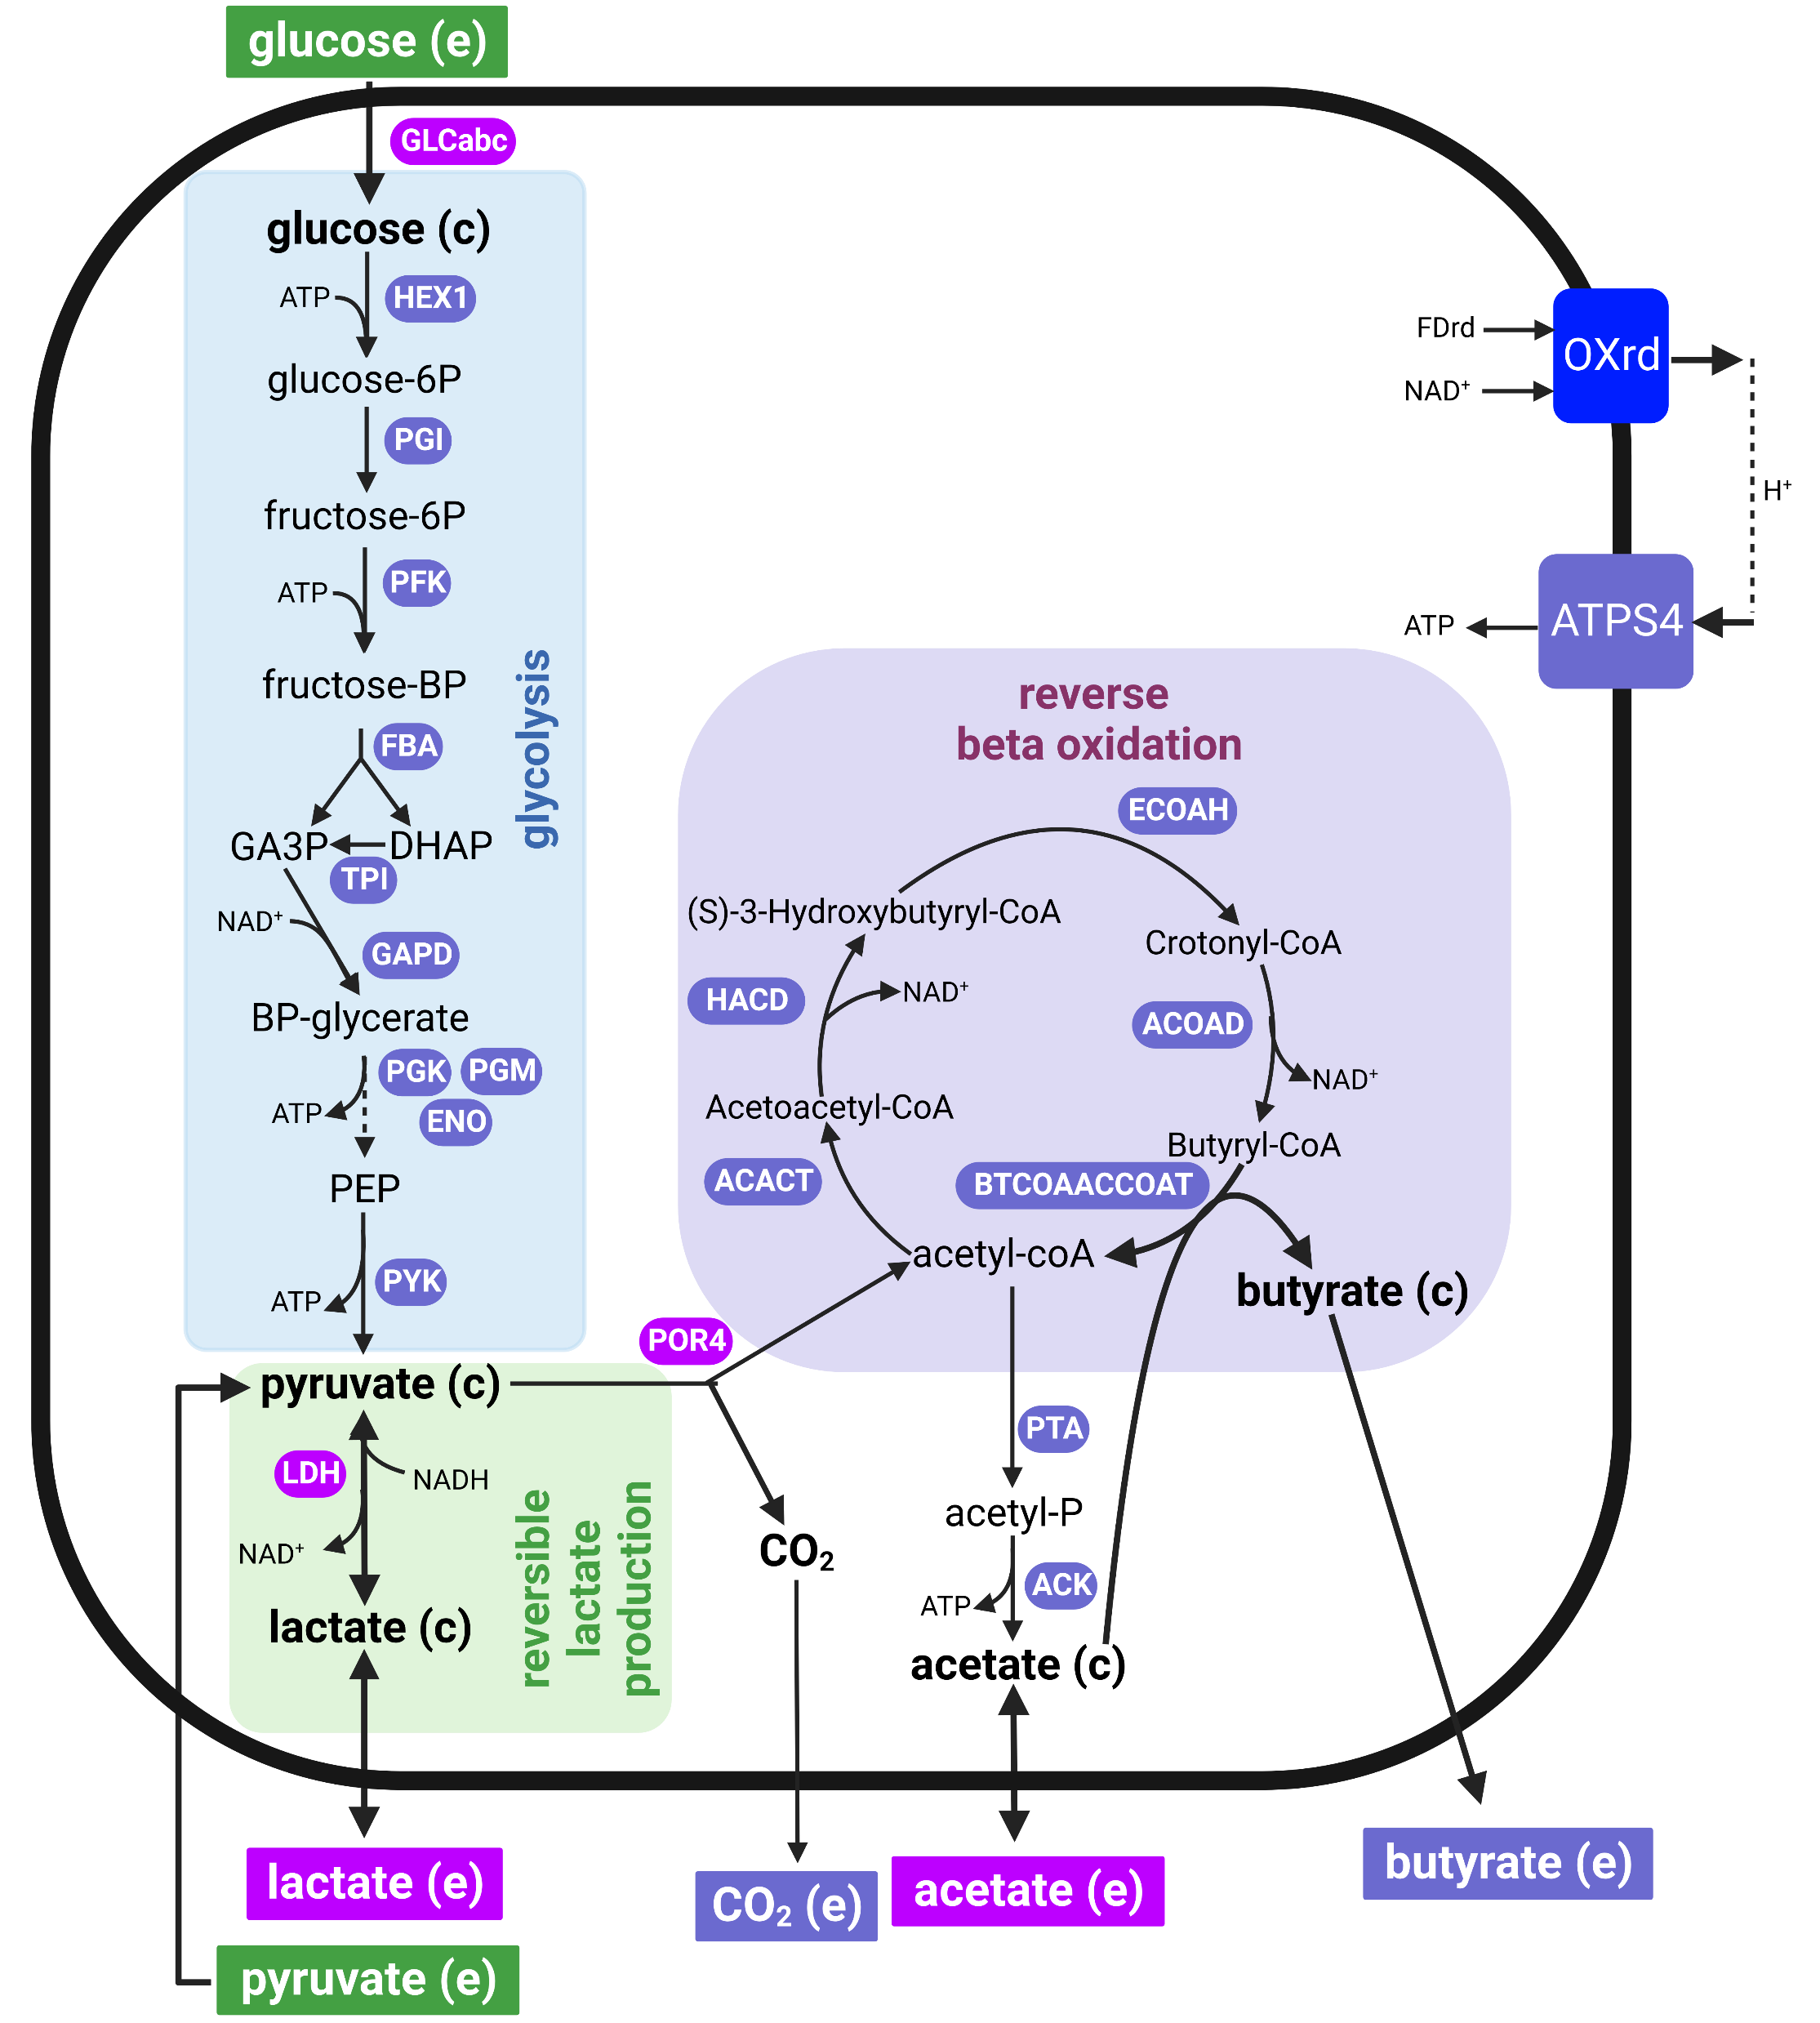 glucose (e)
GLCabc
glucose (c)
ATP
HEX1
glucose-6P
PGI
fructose-6P
ATP
PFK
fructose-BP
FBA
GA3P
DHAP
TPI
NAD⁺
GAPD
BP-glycerate
PGK
PGM
ATP
ENO
PEP
ATP
PYK
glycolysis
pyruvate (c)
LDH
NADH
NAD⁺
lactate (c)
reversible
lactate
production
lactate (e)
pyruvate (e)
POR4
CO₂
CO₂ (e)
reverse
beta oxidation
ECOAH
(S)-3-Hydroxybutyryl-CoA
Crotonyl-CoA
HACD
NAD⁺
ACOAD
NAD⁺
Acetoacetyl-CoA
Butyryl-CoA
ACACT
BTCOAACCOAT
acetyl-coA
butyrate (c)
PTA
acetyl-P
ATP
ACK
acetate (c)
acetate (e)
butyrate (e)
FDrd
OXrd
NAD⁺
H⁺
ATP
ATPS4